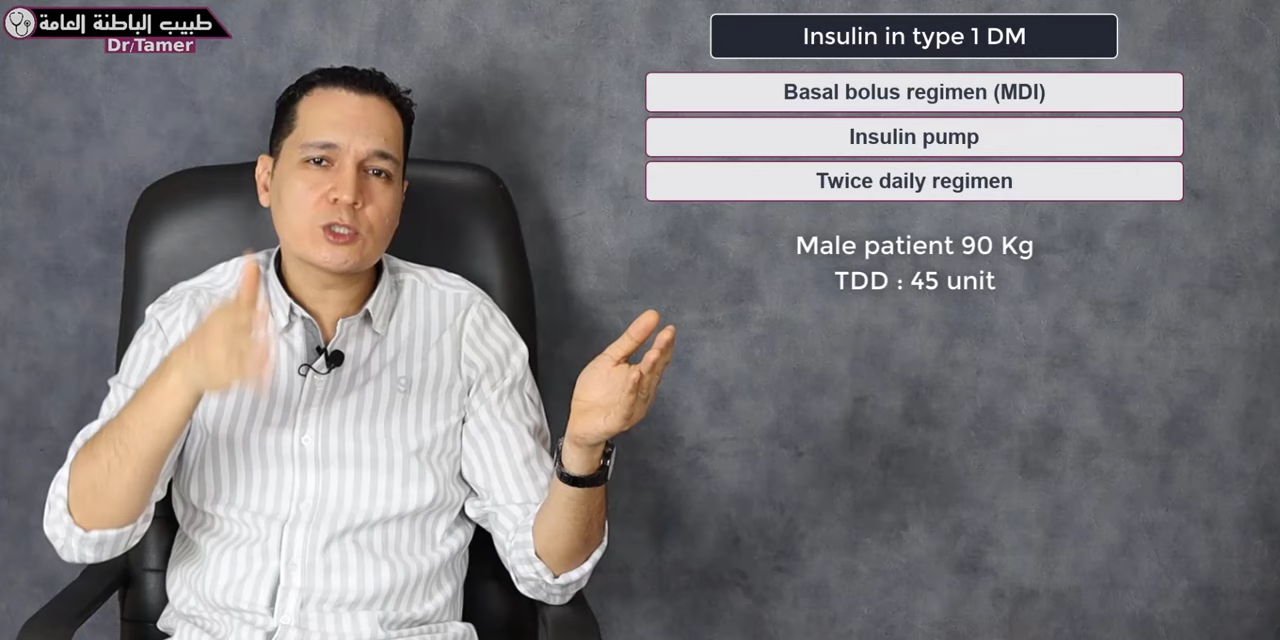 طبيب الباطنة العامة
Dr/Tamer
Insulin in type 1 DM
Basal bolus regimen (MDI)
Insulin pump
Twice daily regimen
Male patient 90 Kg
TDD : 45 unit
g